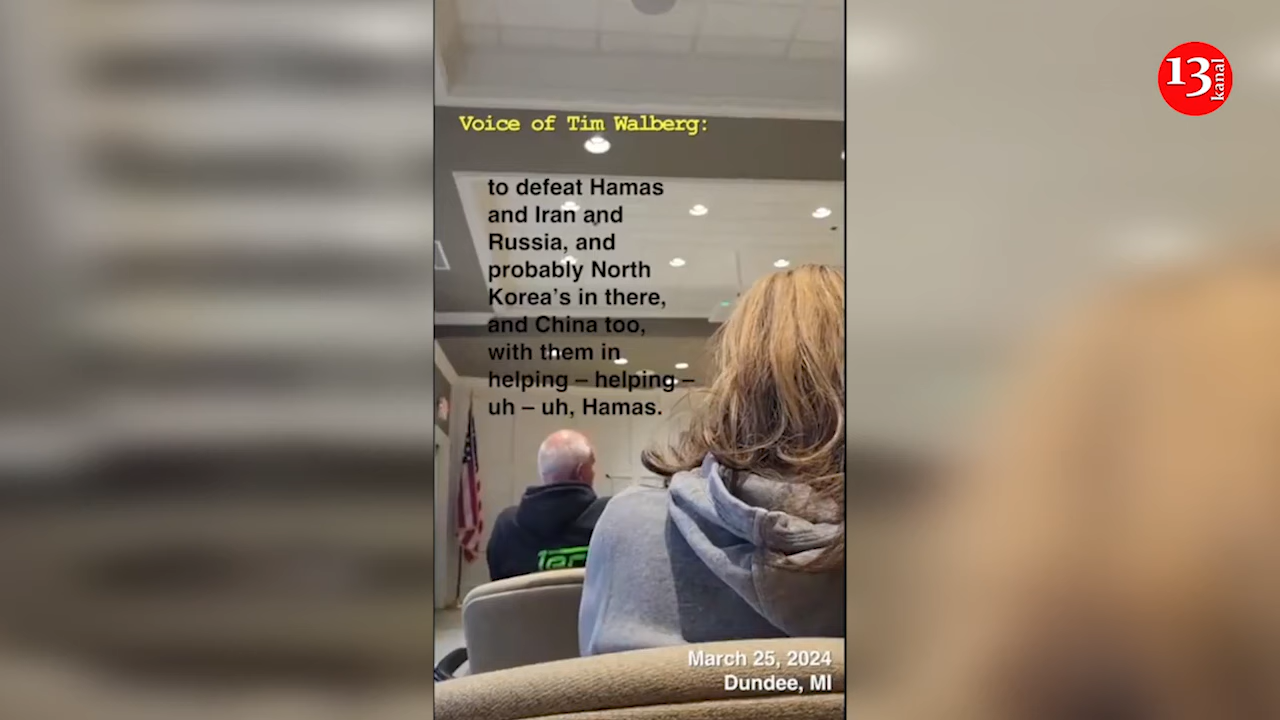 13
kanal
Voice of Tim Walberg:
to defeat Hamas
and Iran and
Russia, and
probably North
Korea's in there,
and China too,
with them in
helping – helping –
uh – uh, Hamas.
March 25, 2024
Dundee, MI